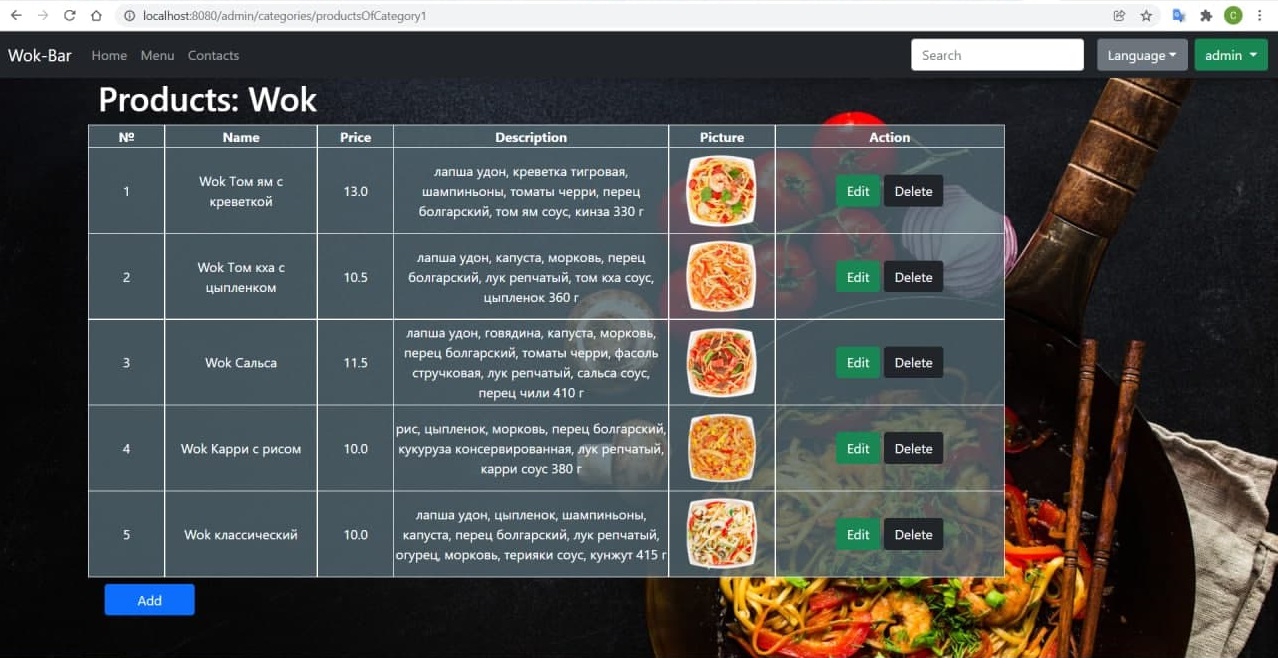 localhost:8080/admin/categories/productsOfCategory1
C
Wok-Bar Home Menu Contacts Search Language admin
Products: Wok
№ Name Price Description Picture Action
1
Wok Том ям с
креветкой
13.0
лапша удон, креветка тигровая,
шампиньоны, томаты черри, перец
болгарский, том ям соус, кинза 330 г
Edit Delete
2
Wok Том кха с
цыпленком
10.5
лапша удон, капуста, морковь, перец
болгарский, лук репчатый, том кха соус,
цыпленок 360 г
Edit Delete
3
Wok Сальса
11.5
лапша удон, говядина, капуста, морковь,
перец болгарский, томаты черри, фасоль
стручковая, лук репчатый, сальса соус,
перец чили 410 г
Edit Delete
4
Wok Карри с рисом
10.0
рис, цыпленок, морковь, перец болгарский,
кукуруза консервированная, лук репчатый,
карри соус 380 г
Edit Delete
5
Wok классический
10.0
лапша удон, цыпленок, шампиньоны,
капуста, перец болгарский, лук репчатый,
огурец, морковь, терияки соус, кунжут 415 г
Edit Delete
Add